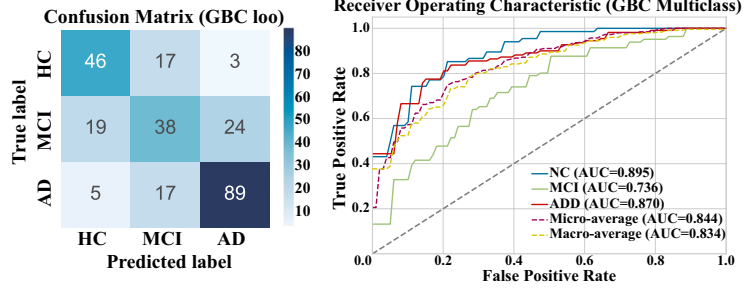 Confusion Matrix (GBC loo)
True label
HC
MCI
AD
46 17 3
19 38 24
5 17 89
HC MCI AD
Predicted label
80
70
60
50
40
30
20
10
Receiver Operating Characteristic (GBC Multiclass)
True Positive Rate
1.0
0.8
0.6
0.4
0.2
NC (AUC=0.895)
MCI (AUC=0.736)
ADD (AUC=0.870)
Micro-average (AUC=0.844)
Macro-average (AUC=0.834)
0.0 0.2 0.4 0.6 0.8 1.0
False Positive Rate